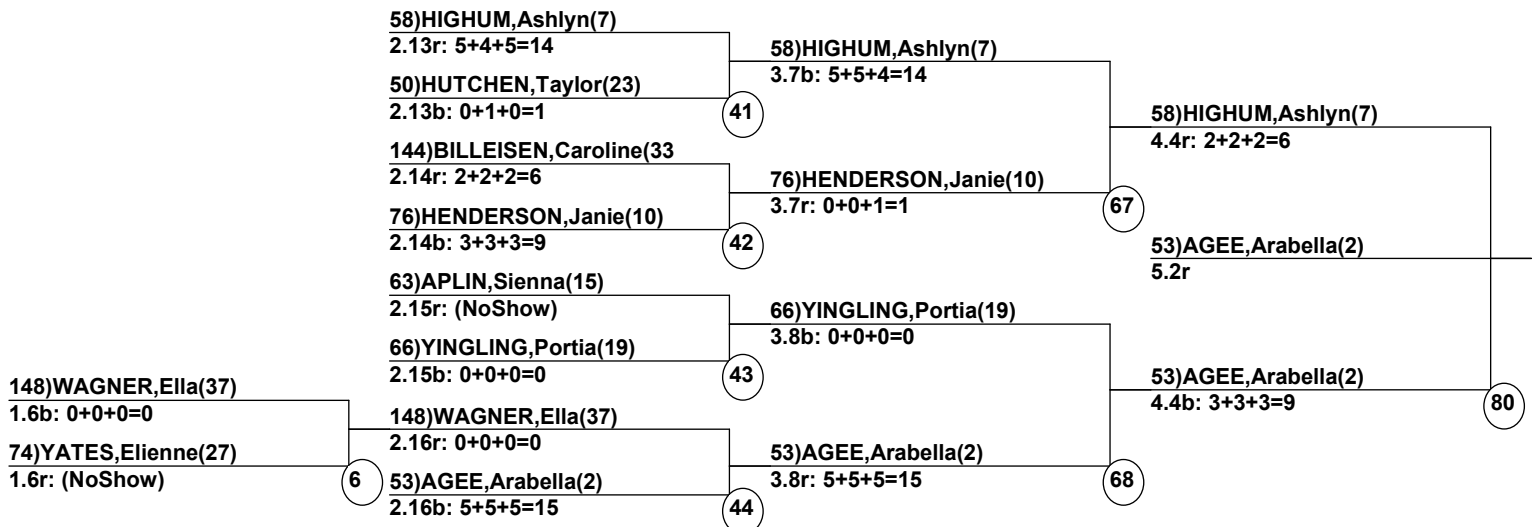 58)HIGHUM,Ashlyn(7)
2.13r: 5+4+5=14
50)HUTCHEN,Taylor(23)
2.13b: 0+1+0=1
41
144)BILLEISEN,Caroline(33
2.14r: 2+2+2=6
76)HENDERSON,Janie(10)
2.14b: 3+3+3=9
42
63)APLIN,Sienna(15)
2.15r: (NoShow)
66)YINGLING,Portia(19)
2.15b: 0+0+0=0
43
148)WAGNER,Ella(37)
1.6b: 0+0+0=0
74)YATES,Elienne(27)
1.6r: (NoShow)
6
148)WAGNER,Ella(37)
2.16r: 0+0+0=0
53)AGEE,Arabella(2)
2.16b: 5+5+5=15
44
58)HIGHUM,Ashlyn(7)
3.7b: 5+5+4=14
76)HENDERSON,Janie(10)
3.7r: 0+0+1=1
67
66)YINGLING,Portia(19)
3.8b: 0+0+0=0
53)AGEE,Arabella(2)
3.8r: 5+5+5=15
68
58)HIGHUM,Ashlyn(7)
4.4r: 2+2+2=6
53)AGEE,Arabella(2)
5.2r
53)AGEE,Arabella(2)
4.4b: 3+3+3=9
80